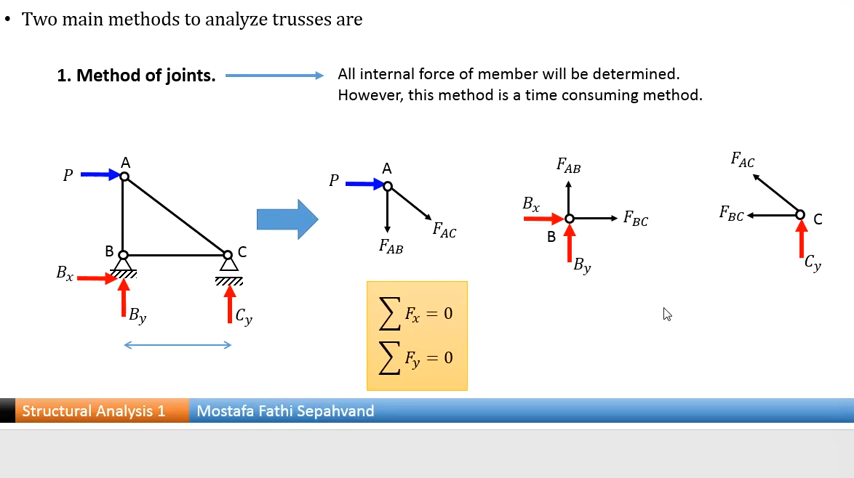 • Two main methods to analyze trusses are
1. Method of joints.
All internal force of member will be determined.
However, this method is a time consuming method.
P
A
B
C
Bx
By
Cy
P
A
FAB
FAC
FAB
Bx
FBC
B
By
FAC
FBC
C
Cy
∑ Fx = 0
∑ Fy = 0
Structural Analysis 1
Mostafa Fathi Sepahvand